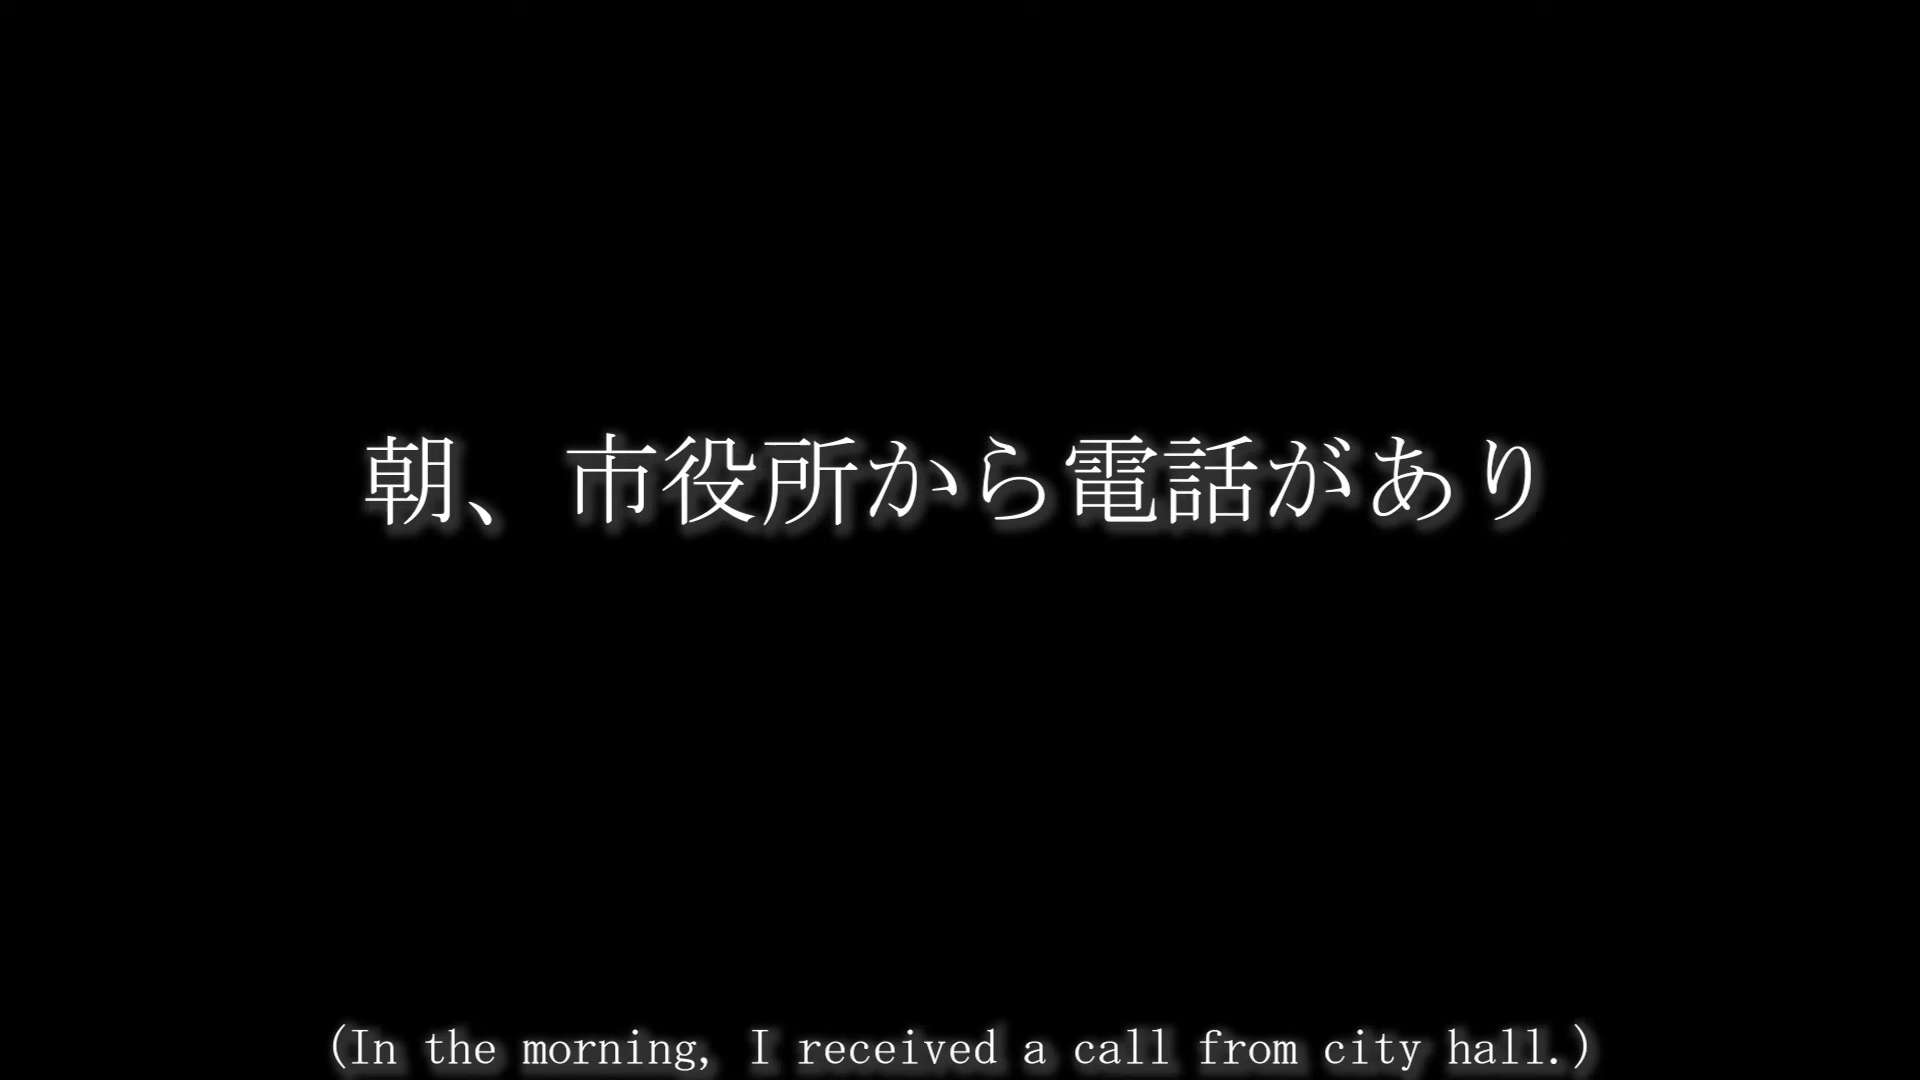 朝、市役所から電話があり
(In the morning, I received a call from city hall.)